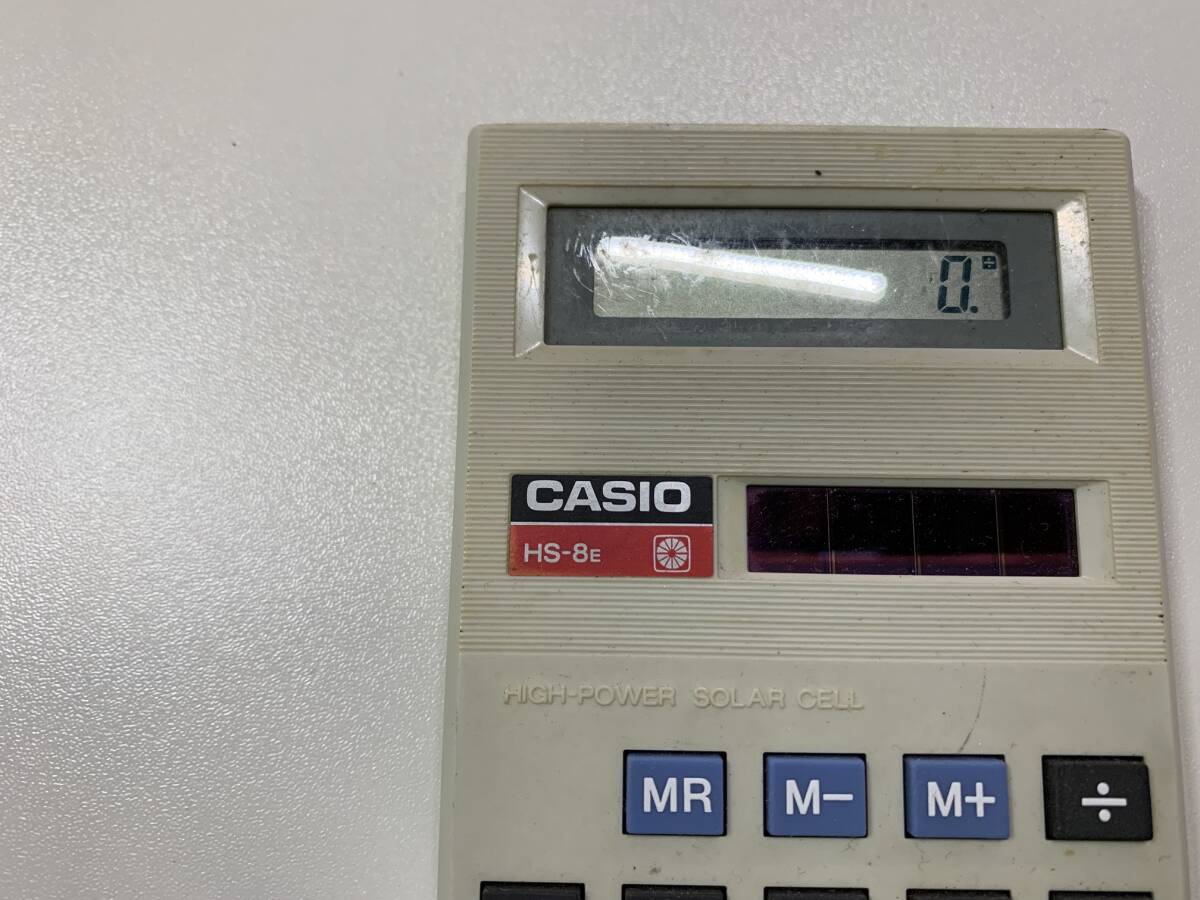 0.
÷
CASIO
HS-8E
HIGH-POWER SOLAR CELL
MR M− M+ ÷